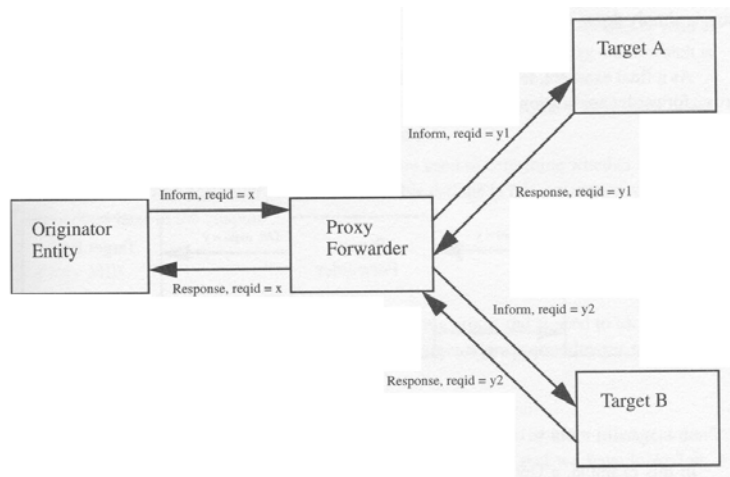 Target A
Inform, reqid = y1
Response, reqid = y1
Inform, reqid = x
Originator
Entity
Proxy
Forwarder
Response, reqid = x
Inform, reqid = y2
Response, reqid = y2
Target B